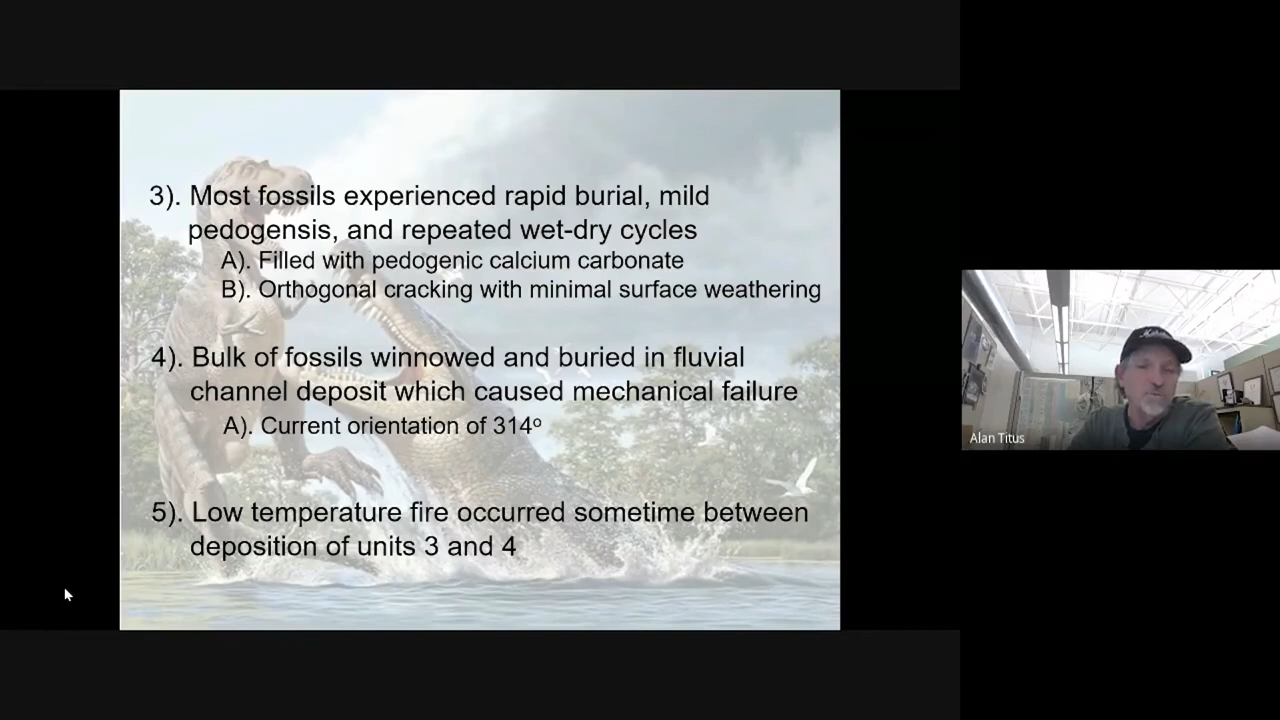 3). Most fossils experienced rapid burial, mild
pedogensis, and repeated wet-dry cycles
A). Filled with pedogenic calcium carbonate
B). Orthogonal cracking with minimal surface weathering
4). Bulk of fossils winnowed and buried in fluvial
channel deposit which caused mechanical failure
A). Current orientation of 314º
5). Low temperature fire occurred sometime between
deposition of units 3 and 4
Alan Titus